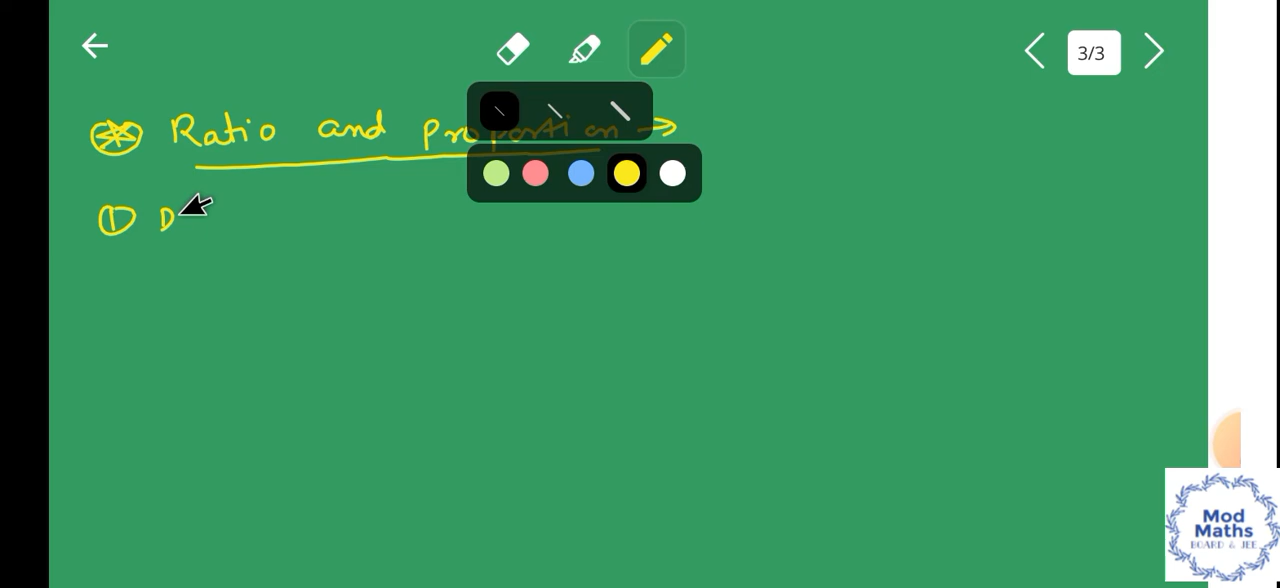 3/3
Ratio and proportion →
① D
Mod
Maths
BOARD & JEE